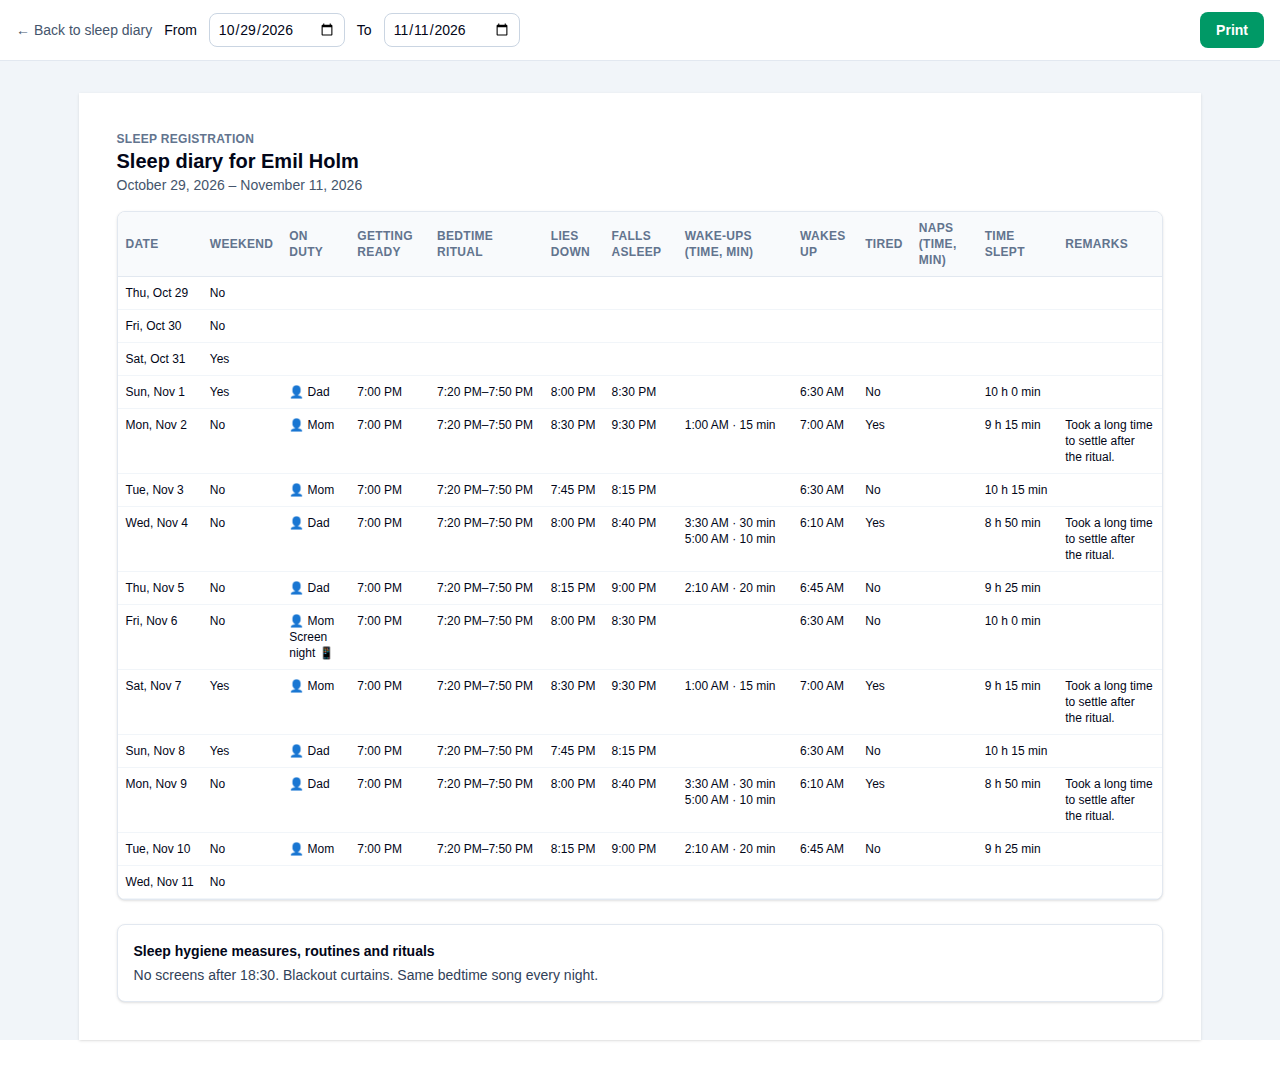 ← Back to sleep diary From 10/29/2026 To 11/11/2026 Print
SLEEP REGISTRATION
Sleep diary for Emil Holm
October 29, 2026 – November 11, 2026
DATE WEEKEND ON DUTY GETTING READY BEDTIME RITUAL LIES DOWN FALLS ASLEEP WAKE-UPS (TIME, MIN) WAKES UP TIRED NAPS (TIME, MIN) TIME SLEPT REMARKS
Thu, Oct 29 No
Fri, Oct 30 No
Sat, Oct 31 Yes
Sun, Nov 1 Yes 👤 Dad 7:00 PM 7:20 PM–7:50 PM 8:00 PM 8:30 PM 6:30 AM No 10 h 0 min
Mon, Nov 2 No 👤 Mom 7:00 PM 7:20 PM–7:50 PM 8:30 PM 9:30 PM 1:00 AM · 15 min 7:00 AM Yes 9 h 15 min Took a long time
to settle after
the ritual.
Tue, Nov 3 No 👤 Mom 7:00 PM 7:20 PM–7:50 PM 7:45 PM 8:15 PM 6:30 AM No 10 h 15 min
Wed, Nov 4 No 👤 Dad 7:00 PM 7:20 PM–7:50 PM 8:00 PM 8:40 PM 3:30 AM · 30 min 6:10 AM Yes 8 h 50 min Took a long time
5:00 AM · 10 min to settle after
the ritual.
Thu, Nov 5 No 👤 Dad 7:00 PM 7:20 PM–7:50 PM 8:15 PM 9:00 PM 2:10 AM · 20 min 6:45 AM No 9 h 25 min
Fri, Nov 6 No 👤 Mom 7:00 PM 7:20 PM–7:50 PM 8:00 PM 8:30 PM 6:30 AM No 10 h 0 min
Screen
night 📱
Sat, Nov 7 Yes 👤 Mom 7:00 PM 7:20 PM–7:50 PM 8:30 PM 9:30 PM 1:00 AM · 15 min 7:00 AM Yes 9 h 15 min Took a long time
to settle after
the ritual.
Sun, Nov 8 Yes 👤 Dad 7:00 PM 7:20 PM–7:50 PM 7:45 PM 8:15 PM 6:30 AM No 10 h 15 min
Mon, Nov 9 No 👤 Dad 7:00 PM 7:20 PM–7:50 PM 8:00 PM 8:40 PM 3:30 AM · 30 min 6:10 AM Yes 8 h 50 min Took a long time
5:00 AM · 10 min to settle after
the ritual.
Tue, Nov 10 No 👤 Mom 7:00 PM 7:20 PM–7:50 PM 8:15 PM 9:00 PM 2:10 AM · 20 min 6:45 AM No 9 h 25 min
Wed, Nov 11 No
Sleep hygiene measures, routines and rituals
No screens after 18:30. Blackout curtains. Same bedtime song every night.